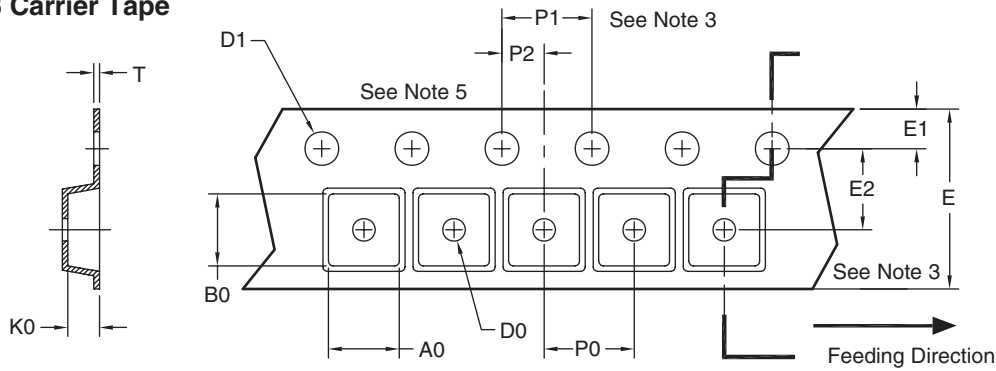 Carrier Tape
P1
See Note 3
D1
P2
T
See Note 5
E1
E2
E
B0
See Note 3
K0
D0
A0
P0
Feeding Direction